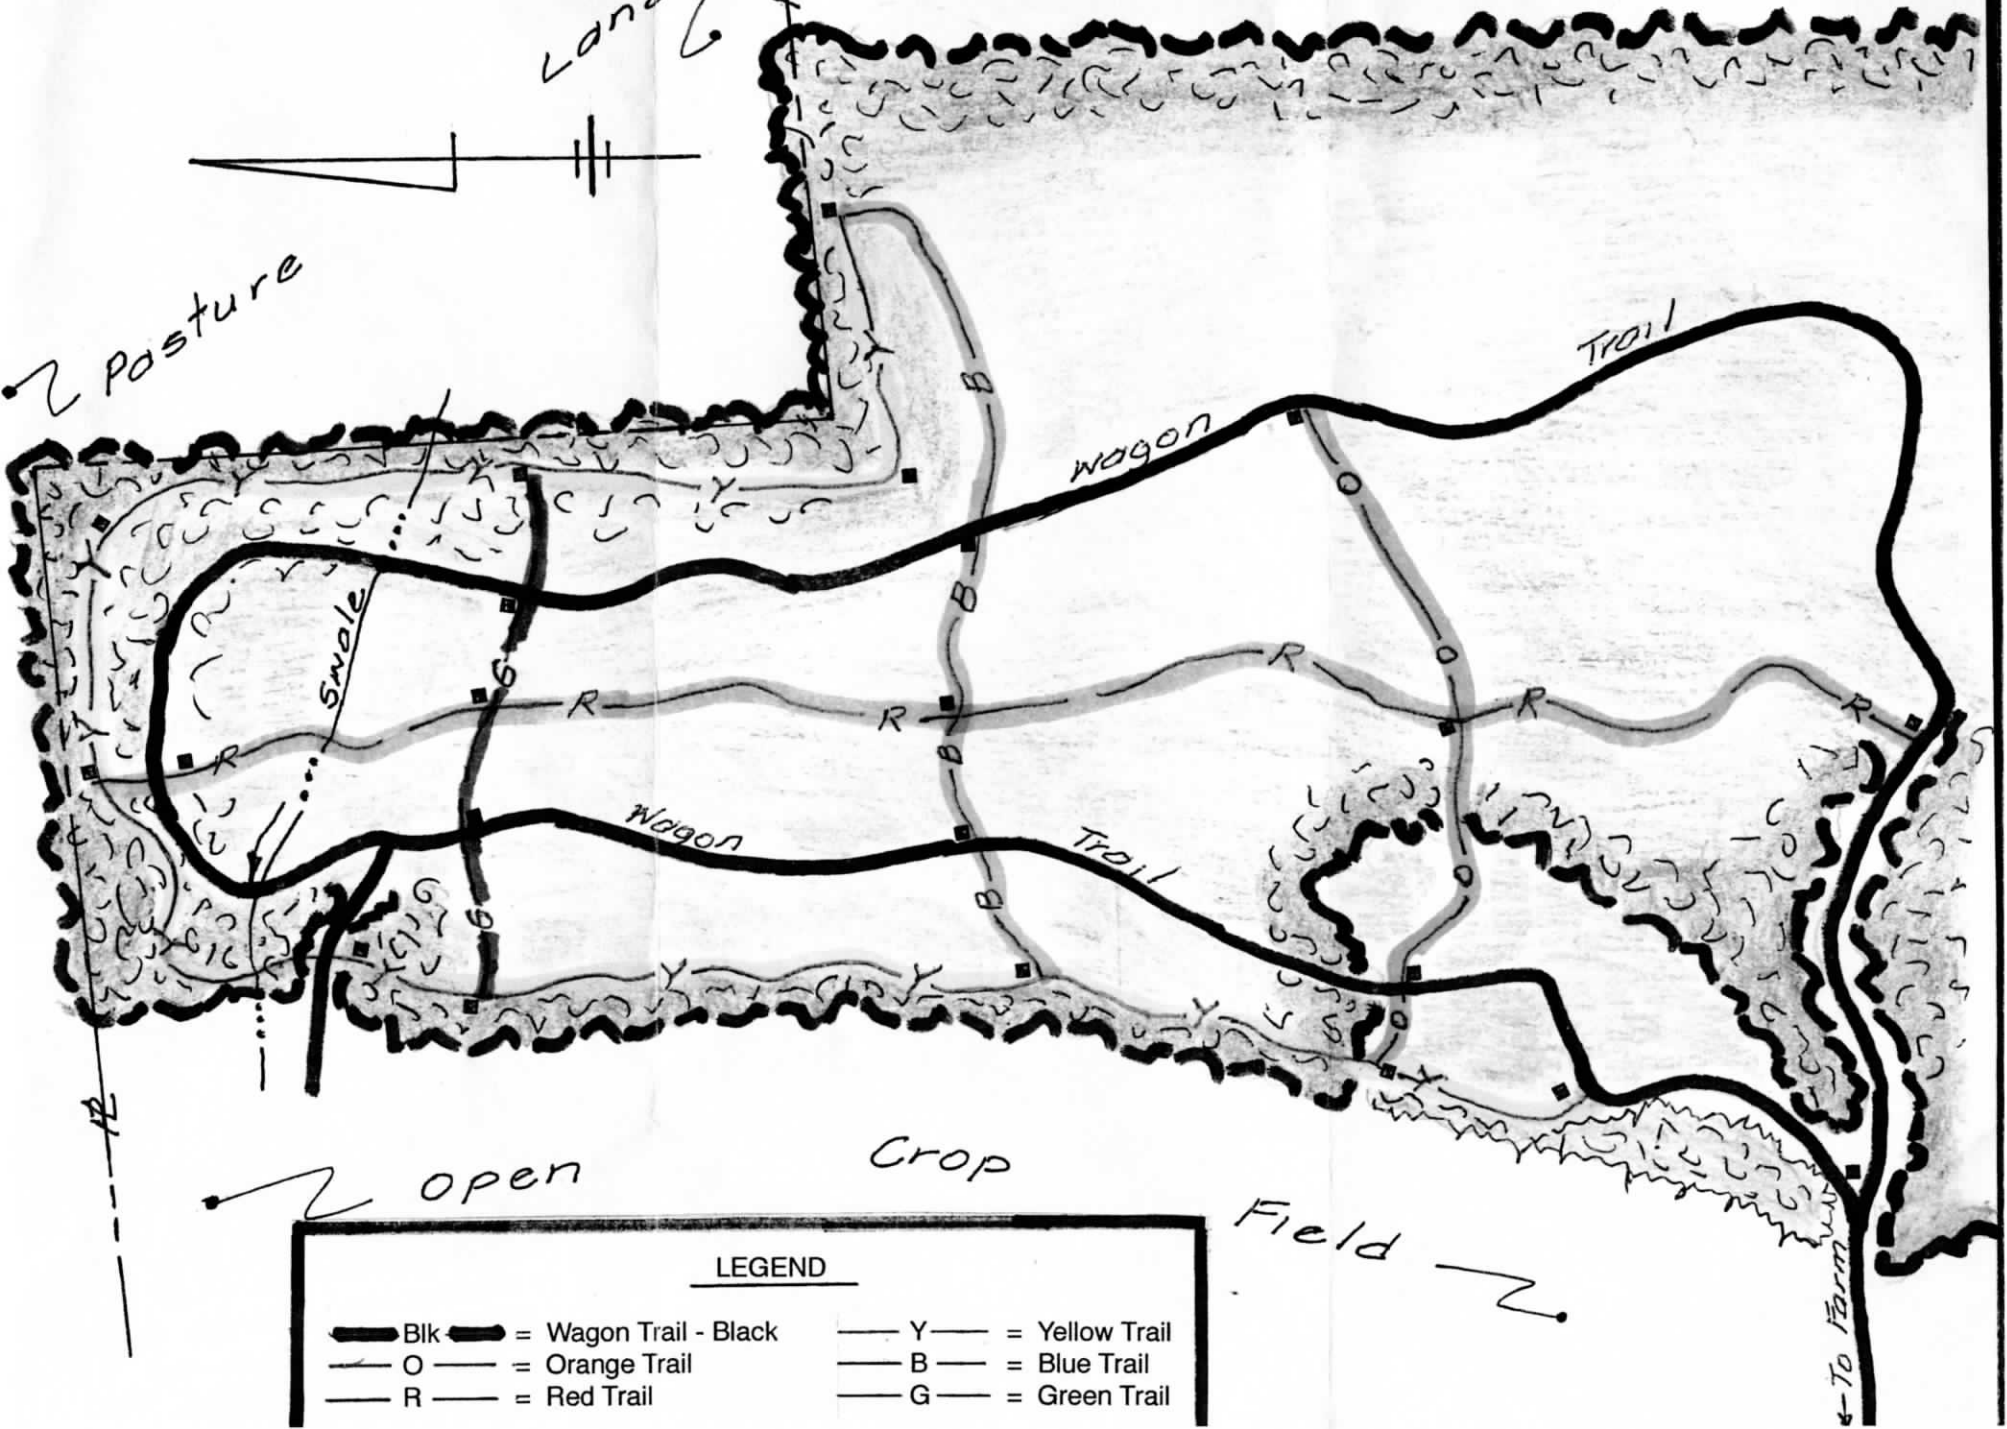 Pasture
Wagon Trail
Swale
Y
Y
Y
Y
Y
Y
B
B
B
B
O
O
O
O
G
G
R
R
R
R
R
R
Wagon Trail
Y
Y
Y
Y
Y
Open Crop Field
To Farm
LEGEND
Blk = Wagon Trail - Black
O = Orange Trail
R = Red Trail
Y = Yellow Trail
B = Blue Trail
G = Green Trail